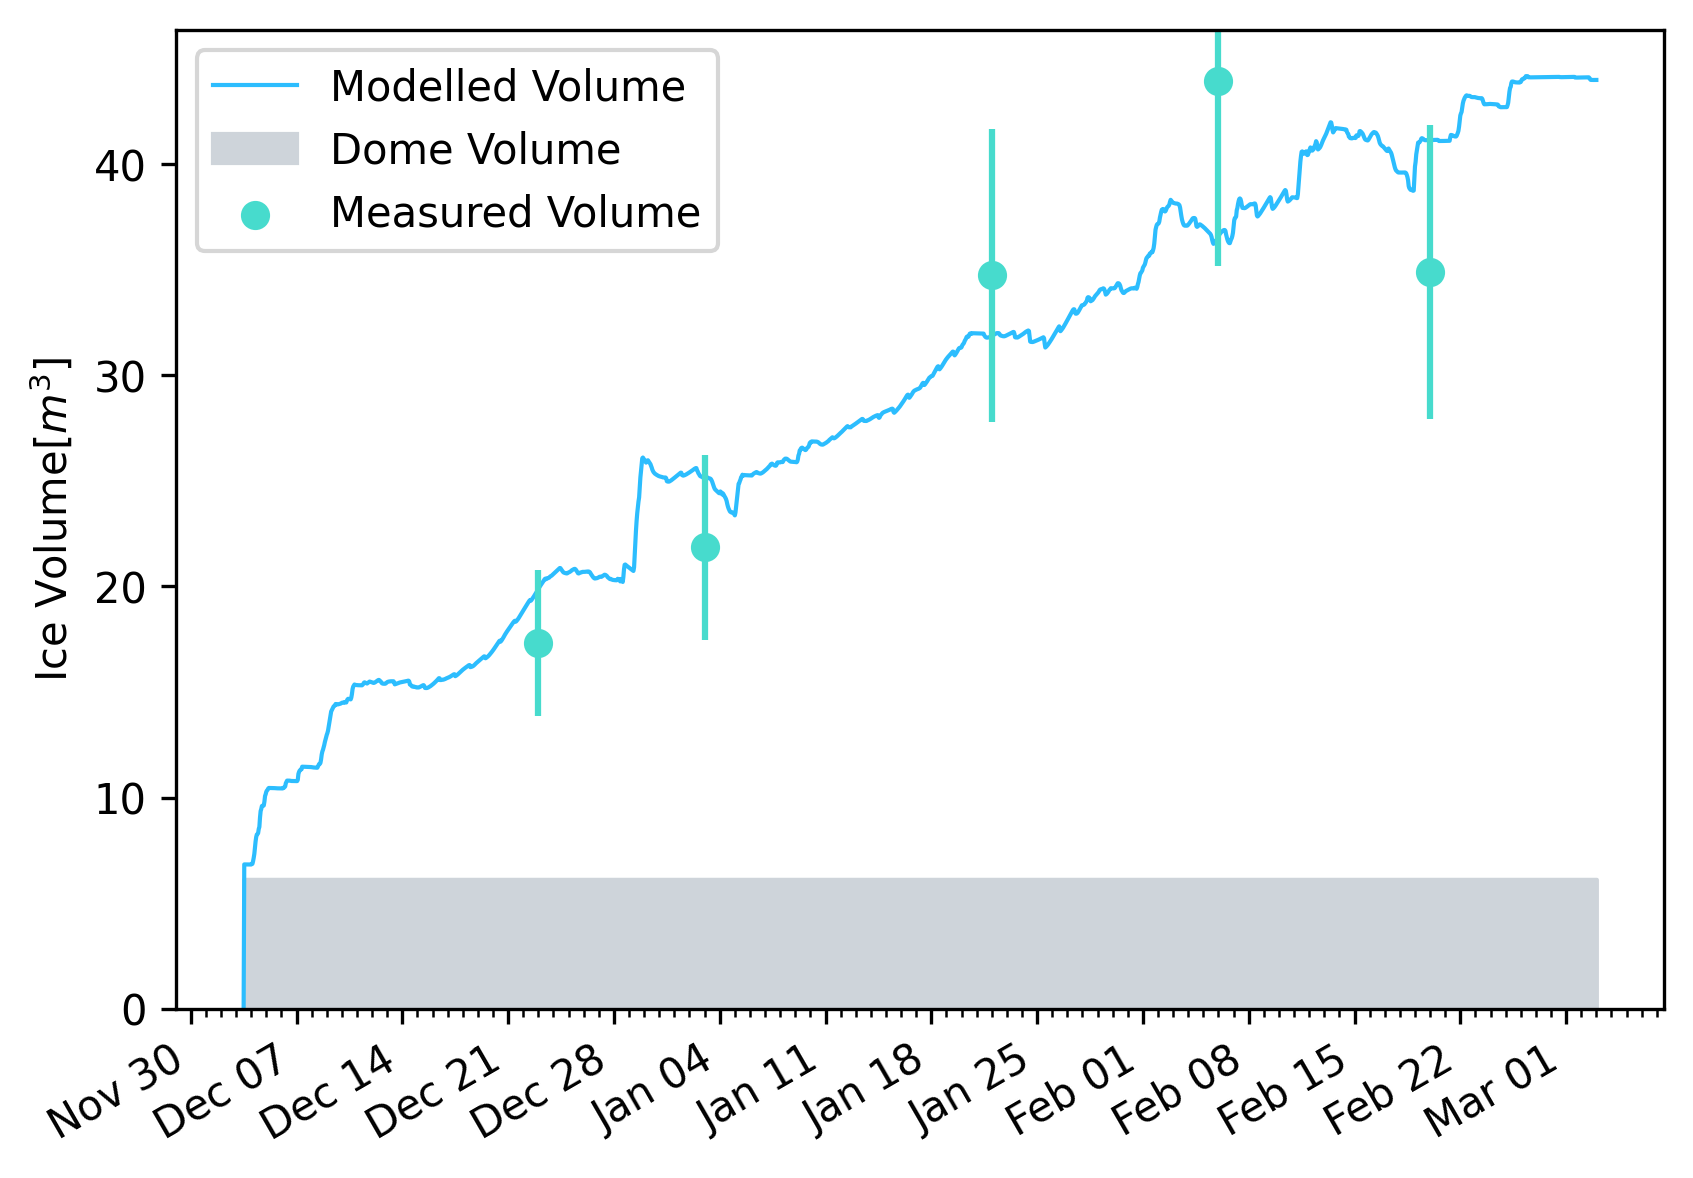 Modelled Volume
Dome Volume
Measured Volume
Ice Volume[m³]
40
30
20
10
0
Nov 30
Dec 07
Dec 14
Dec 21
Dec 28
Jan 04
Jan 11
Jan 18
Jan 25
Feb 01
Feb 08
Feb 15
Feb 22
Mar 01